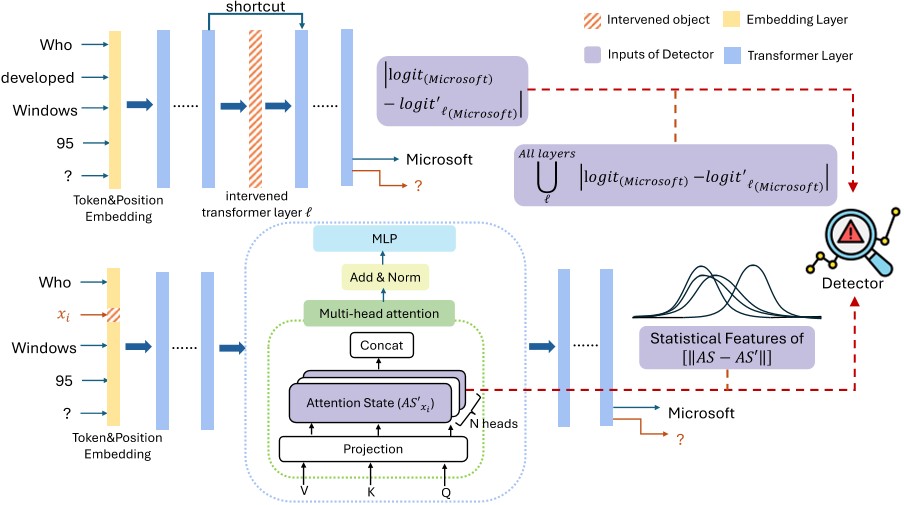 shortcut
Who
developed
Windows
95
?
Token&Position
Embedding
intervened
transformer layer ℓ
Microsoft
?
|logit(Microsoft)
− logit′ℓ(Microsoft)|
Intervened object
Embedding Layer
Inputs of Detector
Transformer Layer
All layers
⋃
ℓ
|logit(Microsoft) −logit′ℓ(Microsoft)|
Detector
Who
xᵢ
Windows
95
?
Token&Position
Embedding
MLP
Add & Norm
Multi-head attention
Concat
Attention State (AS′xᵢ)
N heads
Projection
V
K
Q
Statistical Features of
[‖AS − AS′‖]
Microsoft
?